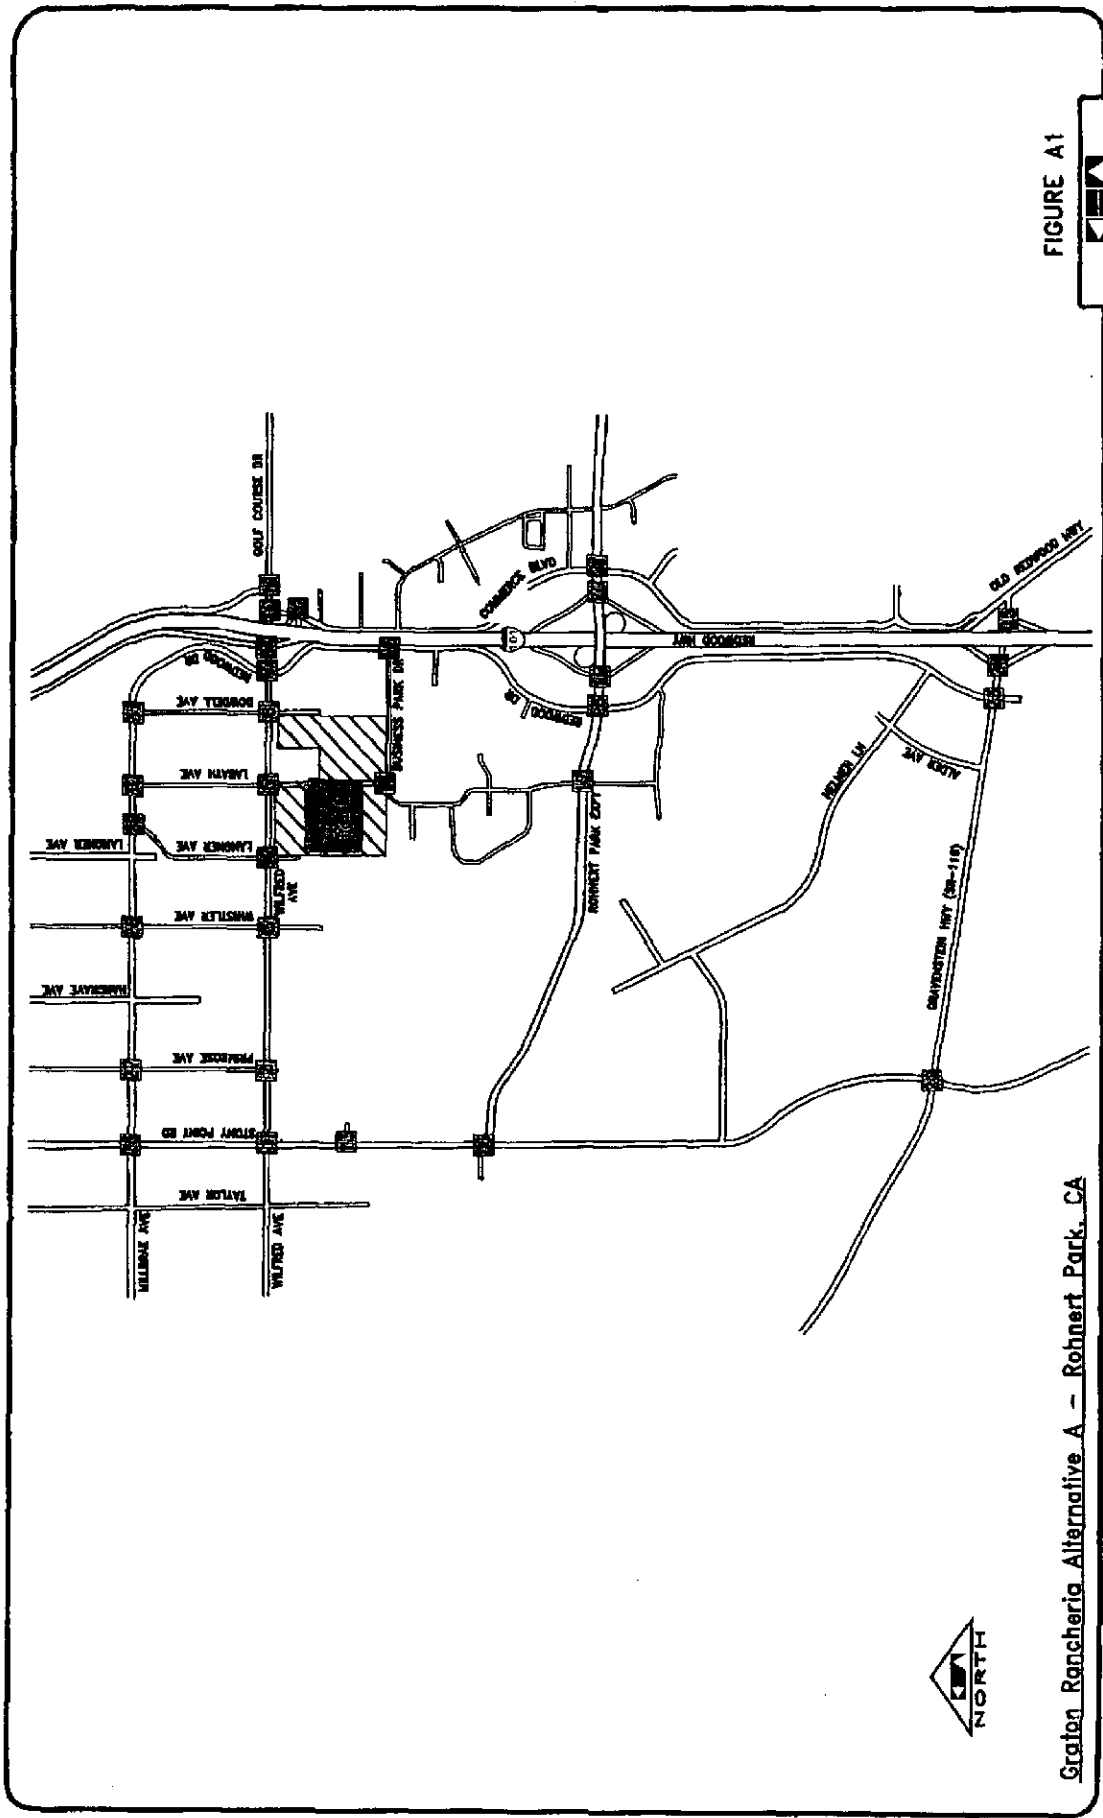 FIGURE A1
GOLF COURSE DR
REDWOOD DR
DOWDELL AVE
LABATH AVE
LANGNER AVE
LANGNER AVE
WILFRED
AVE
WHISTLER AVE
HARGRAVE AVE
PRIMROSE AVE
STONY POINT RD
TAYLOR AVE
MILLBRAE AVE
WILFRED AVE
BUSINESS PARK DR
COMMERCE BLVD
101
REDWOOD HWY
REDWOOD DR
ROHNERT PARK EXPY
OLD REDWOOD HWY
ALDER AVE
GRAVENSTEIN HWY (SR-116)
NORTH
Graton Rancheria Alternative A - Rohnert Park, CA